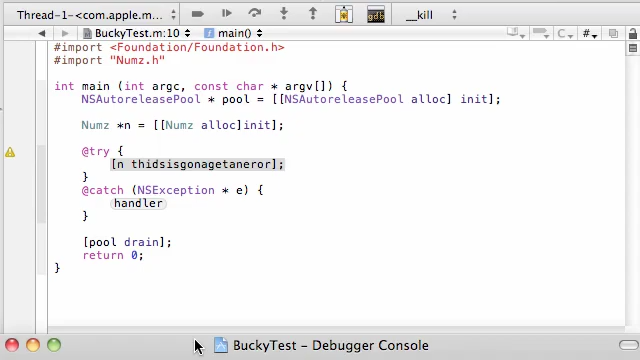 Thread-1-<com.apple.m... __kill
BuckyTest.m:10 main() C #
#import <Foundation/Foundation.h>
#import "Numz.h"
int main (int argc, const char * argv[]) {
NSAutoreleasePool * pool = [[NSAutoreleasePool alloc] init];
Numz *n = [[Numz alloc]init];
@try {
[n thidsisgonagetaneror];
}
@catch (NSException * e) {
handler
}
[pool drain];
return 0;
}
BuckyTest – Debugger Console